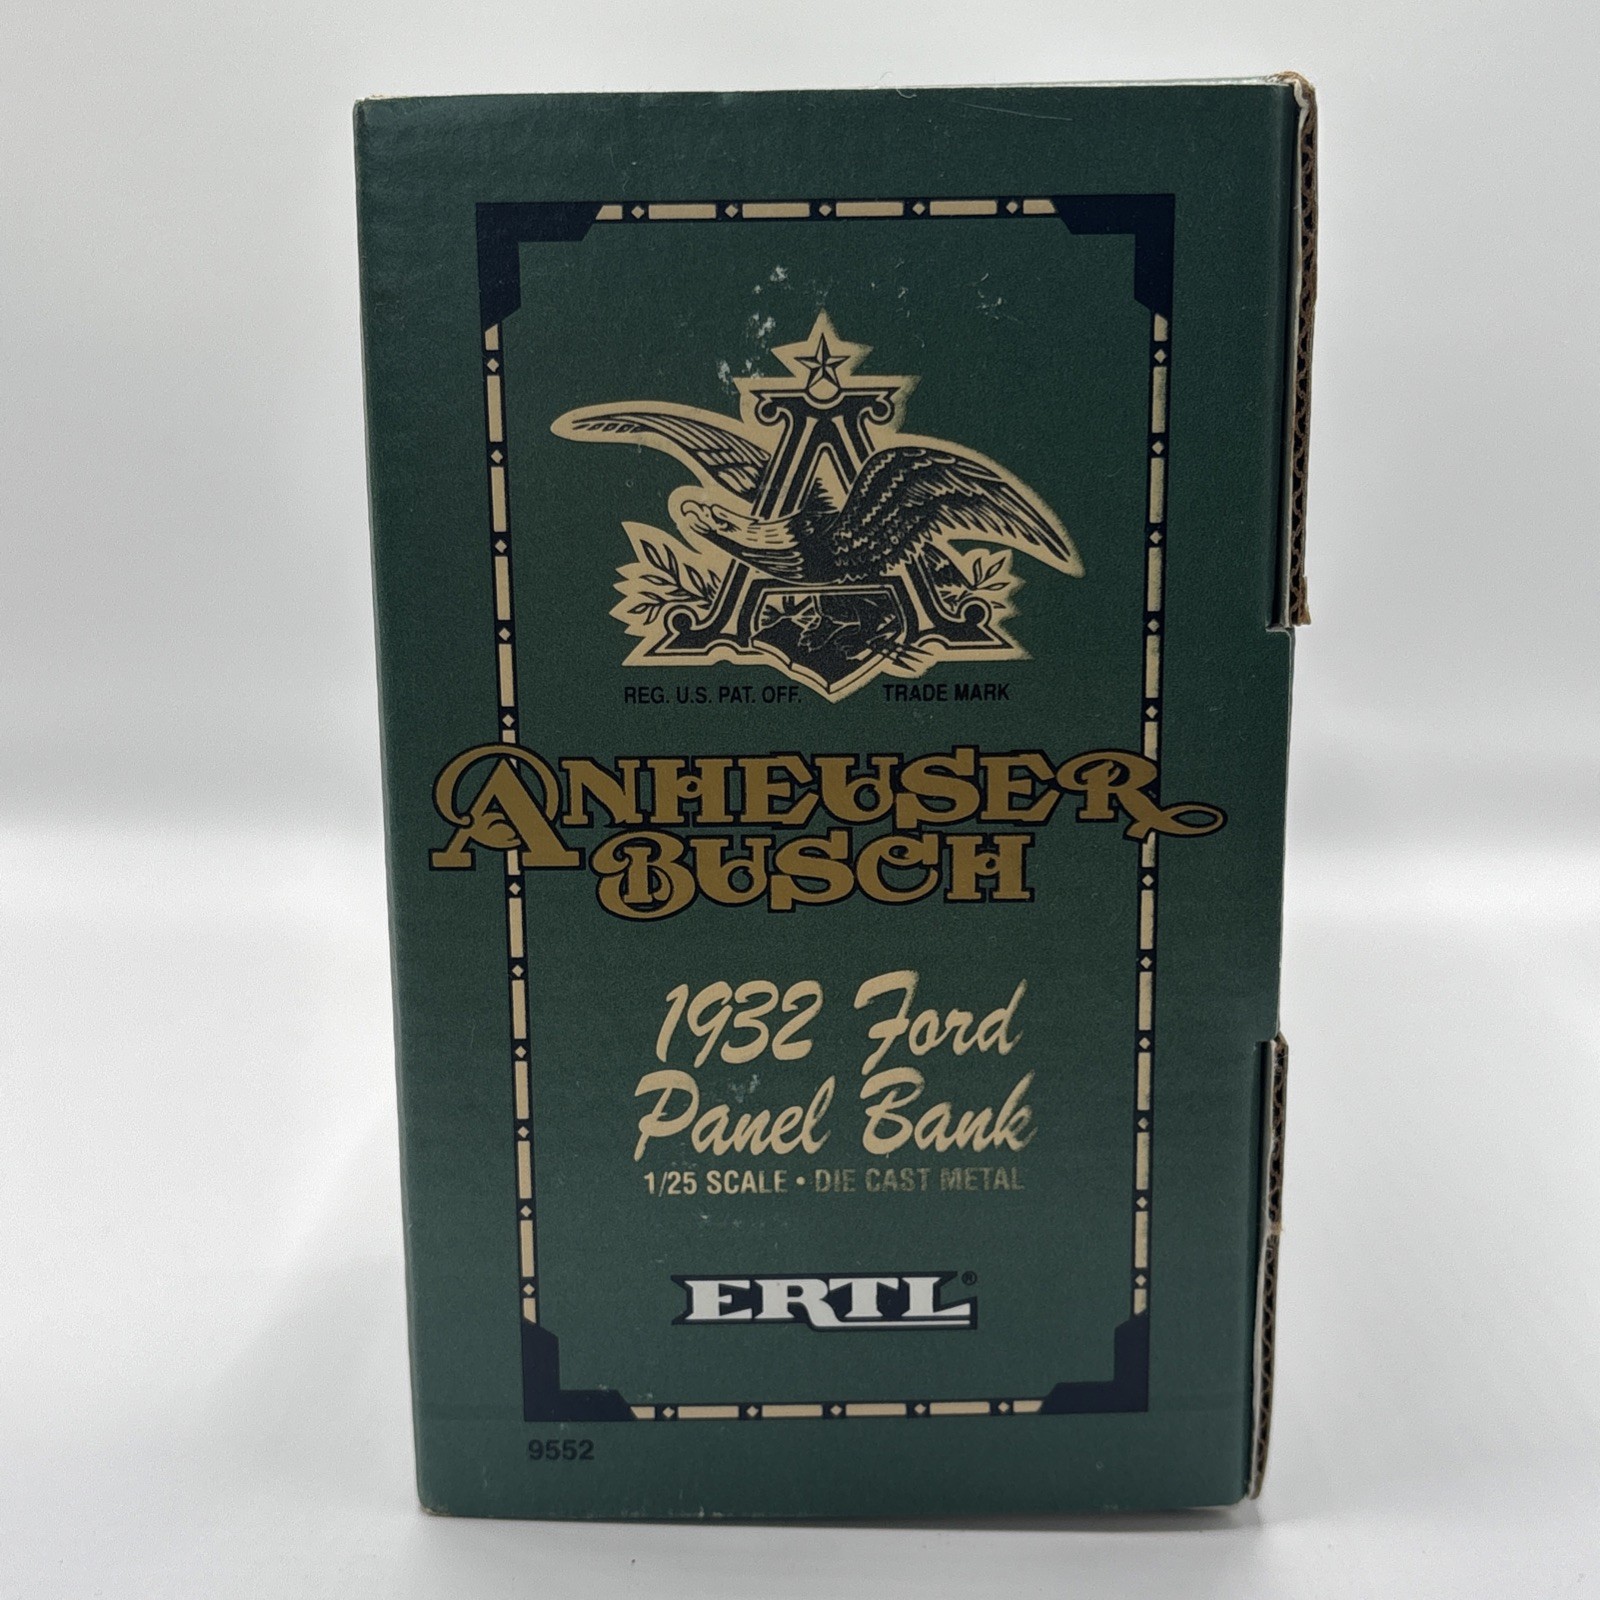 REG. U.S. PAT. OFF. TRADE MARK
ANHEUSER
BUSCH
1932 Ford
Panel Bank
1/25 SCALE • DIE CAST METAL
ERTL®
9552